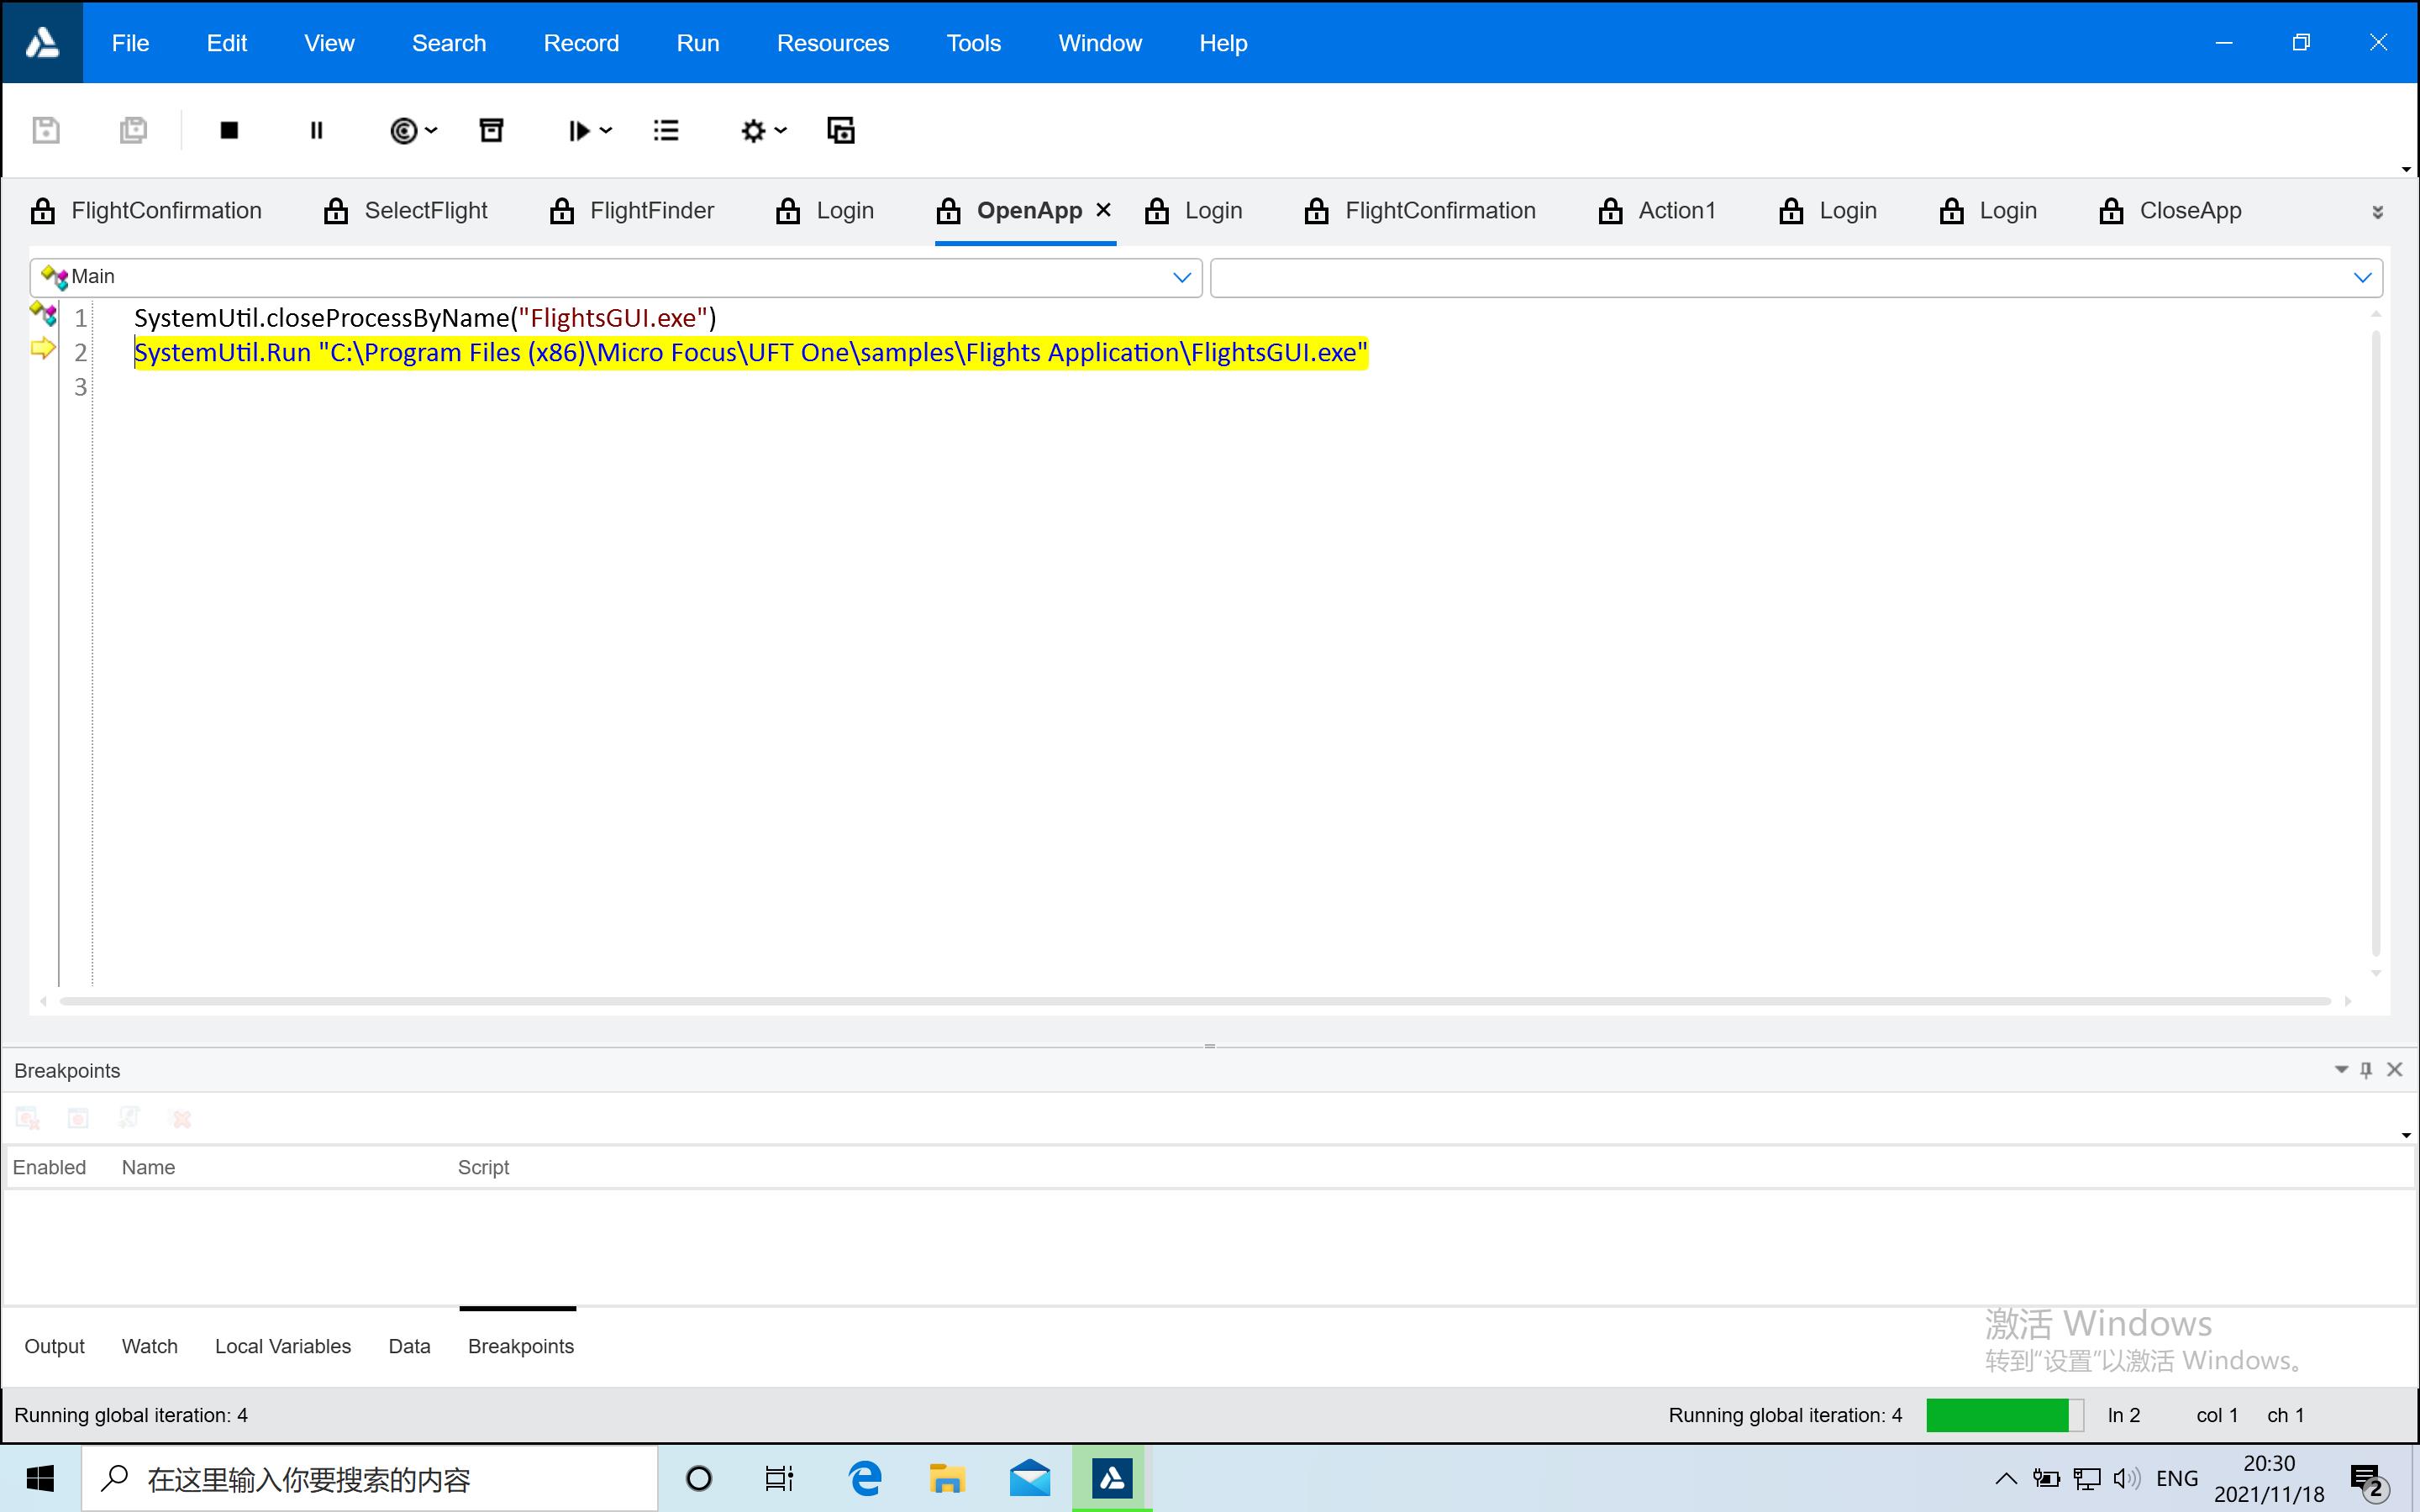 File Edit View Search Record Run Resources Tools Window Help
FlightConfirmation SelectFlight FlightFinder Login OpenApp Login FlightConfirmation Action1 Login Login CloseApp
Main
1 SystemUtil.closeProcessByName("FlightsGUI.exe")
2 SystemUtil.Run "C:\Program Files (x86)\Micro Focus\UFT One\samples\Flights Application\FlightsGUI.exe"
3
Breakpoints
Enabled Name Script
激活 Windows
转到"设置"以激活 Windows。
Output Watch Local Variables Data Breakpoints
Running global iteration: 4 Running global iteration: 4 ln 2 col 1 ch 1
在这里输入你要搜索的内容 ENG 20:30
2021/11/18 2